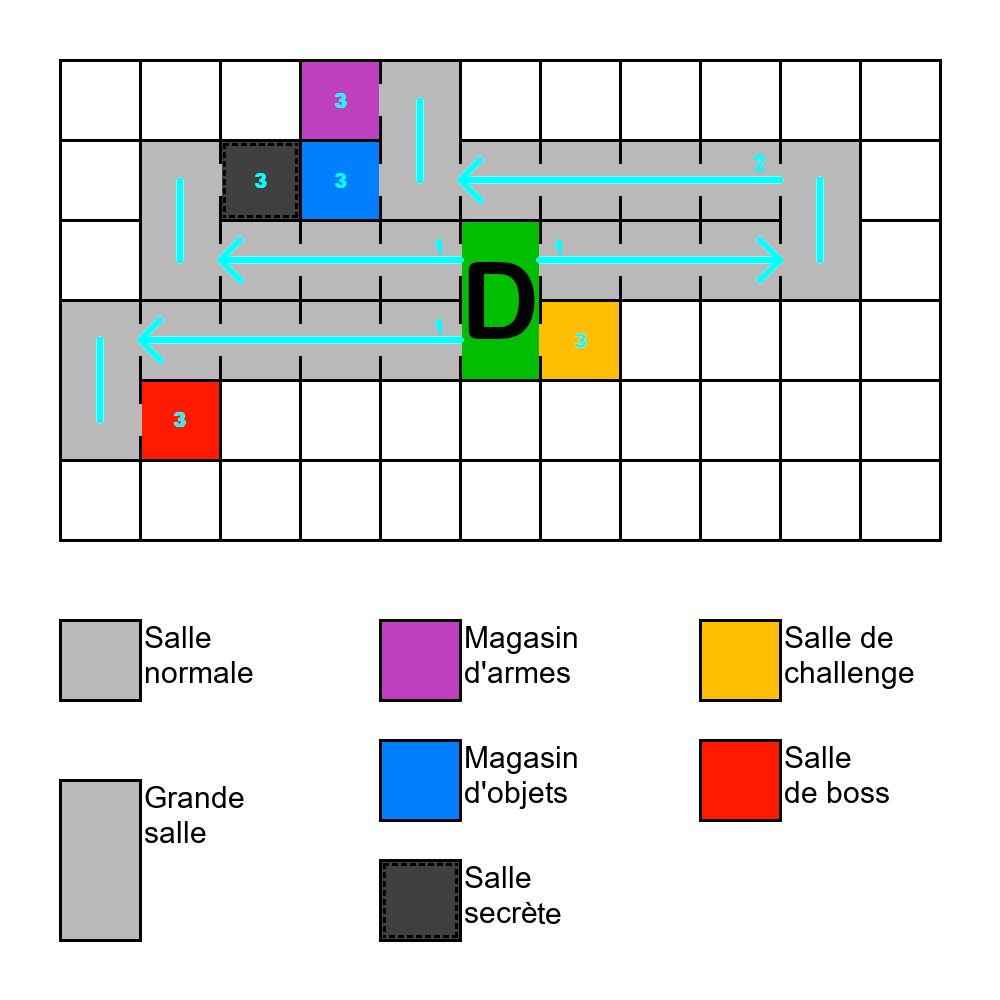 3
2
3
3
1
1
D
1
3
3
Salle
normale
Magasin
d'armes
Salle de
challenge
Grande
salle
Magasin
d'objets
Salle
de boss
Salle
secrète